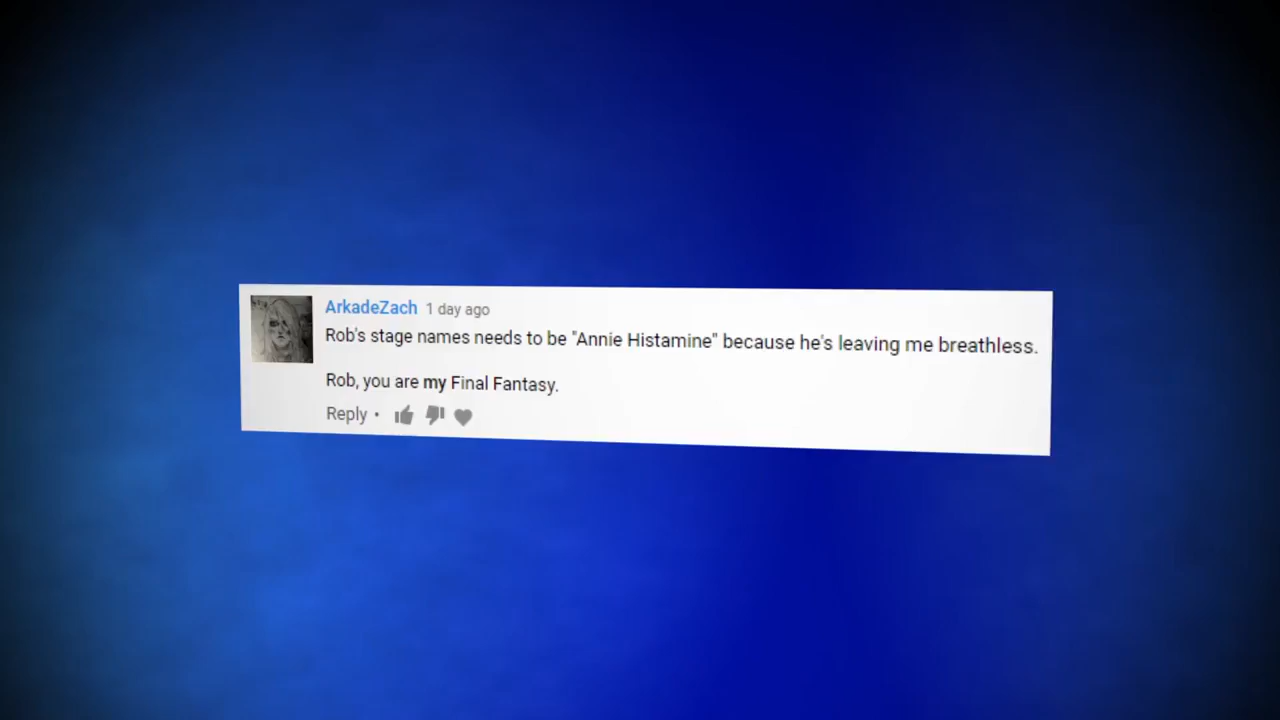 ArkadeZach 1 day ago
Rob's stage names needs to be "Annie Histamine" because he's leaving me breathless.
Rob, you are my Final Fantasy.
Reply •